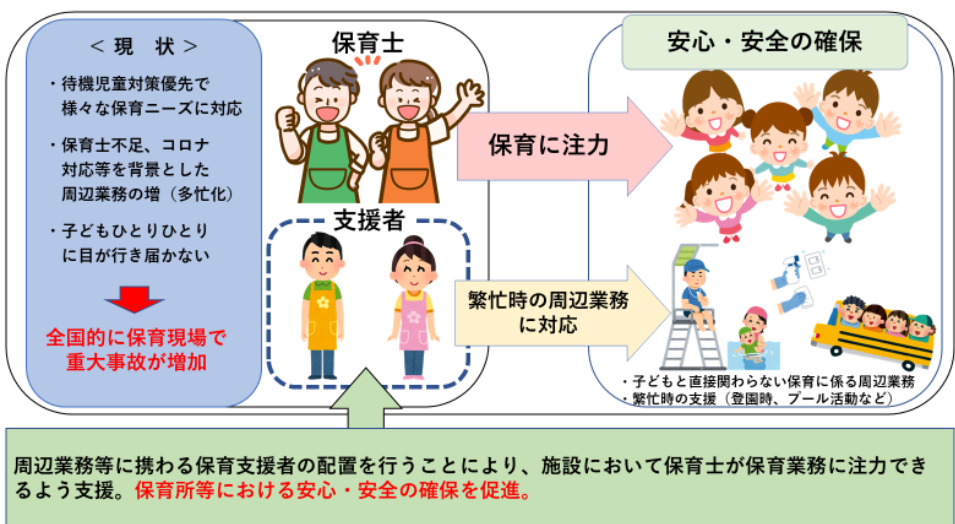 ＜ 現　状 ＞
・待機児童対策優先で
様々な保育ニーズに対応
・保育士不足、コロナ
対応等を背景とした
周辺業務の増（多忙化）
・子どもひとりひとり
に目が行き届かない
全国的に保育現場で
重大事故が増加
保育士
支援者
保育に注力
繁忙時の周辺業務
に対応
安心・安全の確保
・子どもと直接関わらない保育に係る周辺業務
・繁忙時の支援（登園時、プール活動など）
周辺業務等に携わる保育支援者の配置を行うことにより、施設において保育士が保育業務に注力でき
るよう支援。保育所等における安心・安全の確保を促進。